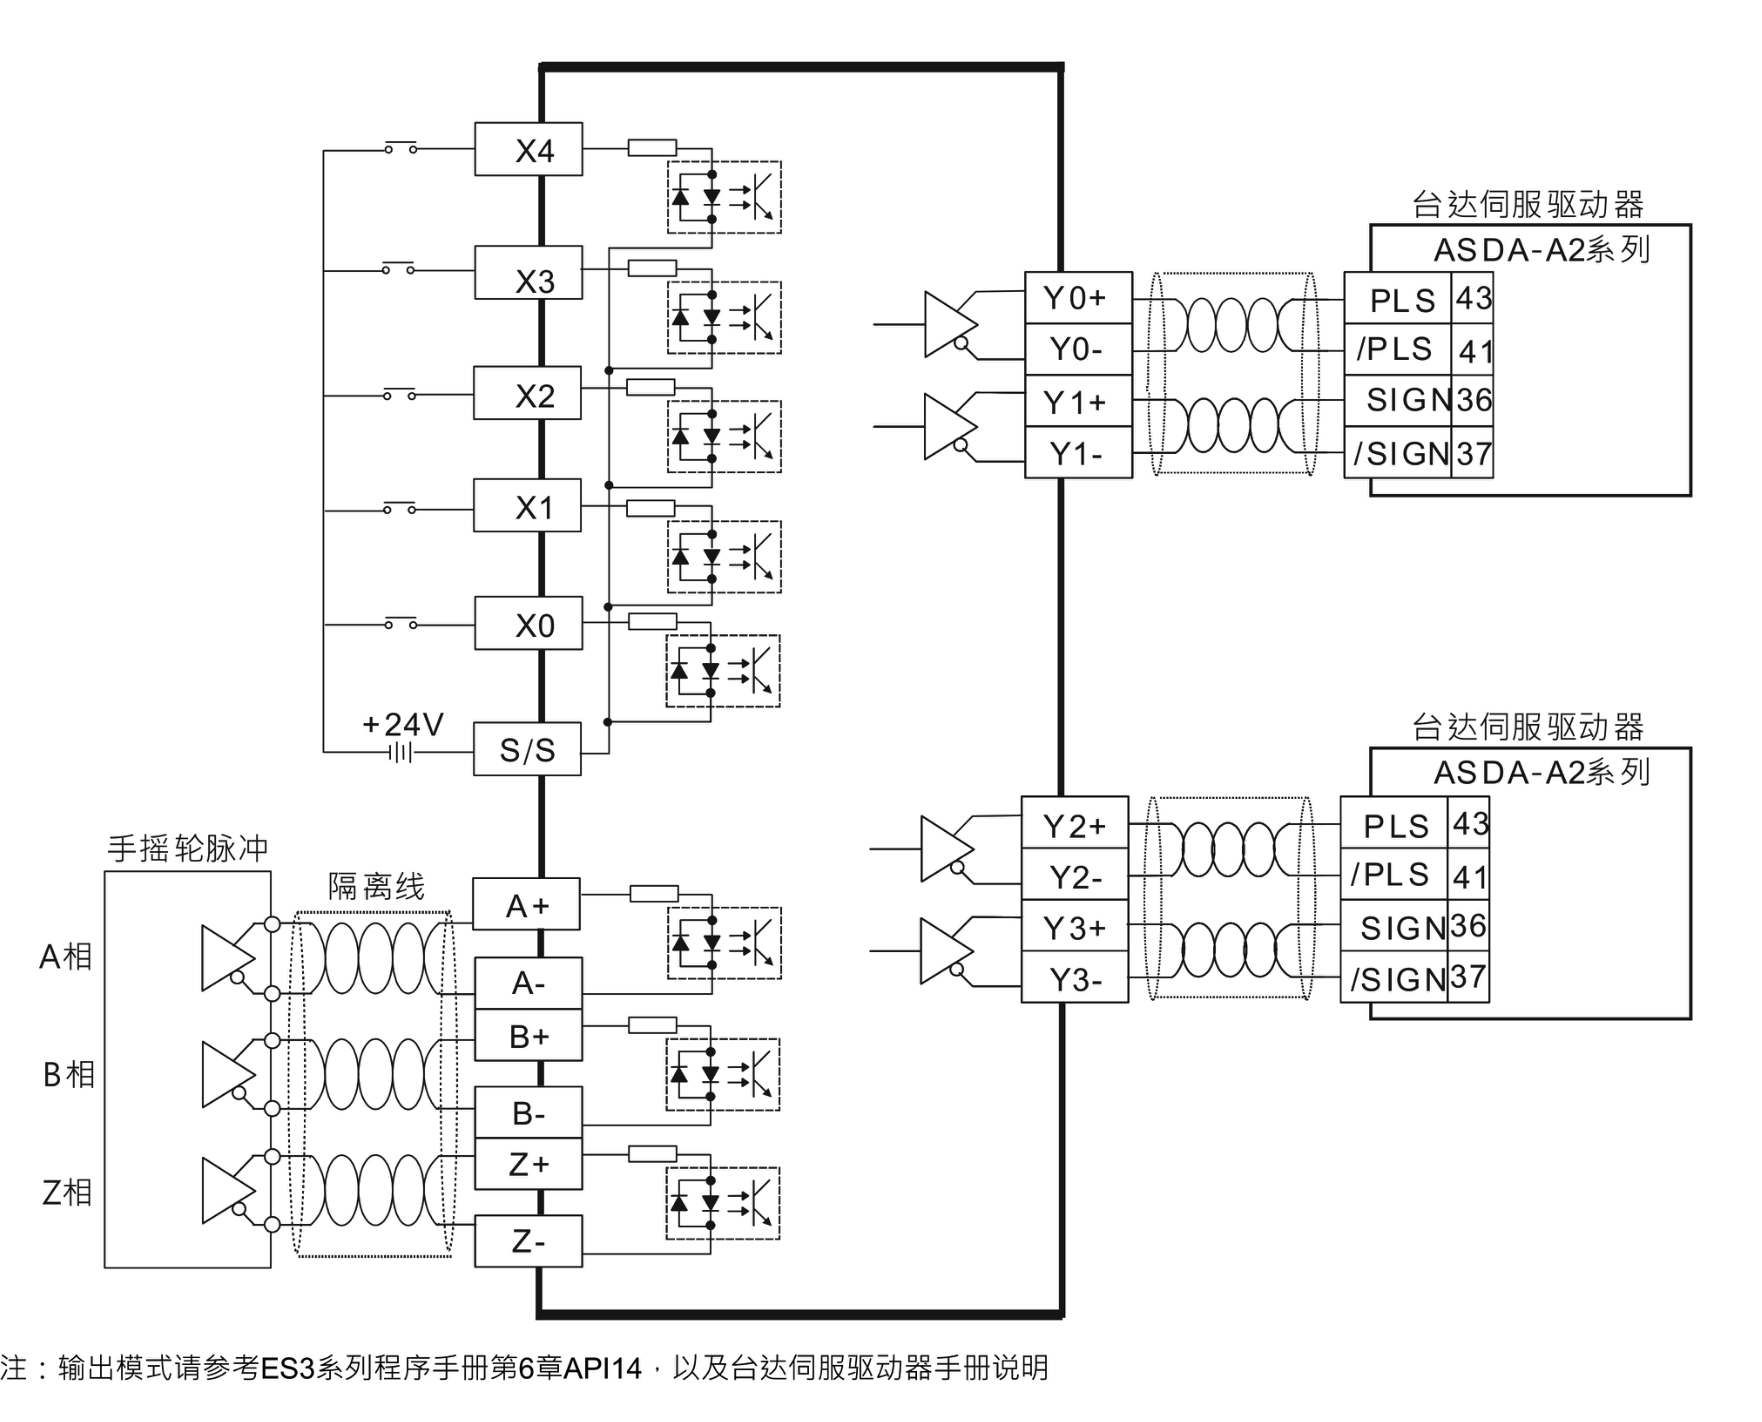 X4
X3
X2
X1
X0
+24V
S/S
手摇轮脉冲
隔离线
A相
B相
Z相
A+
A-
B+
B-
Z+
Z-
台达伺服驱动器
ASDA-A2系列
Y0+
Y0-
Y1+
Y1-
PLS 43
/PLS 41
SIGN 36
/SIGN 37
台达伺服驱动器
ASDA-A2系列
Y2+
Y2-
Y3+
Y3-
PLS 43
/PLS 41
SIGN 36
/SIGN 37
注：输出模式请参考ES3系列程序手册第6章API14，以及台达伺服驱动器手册说明